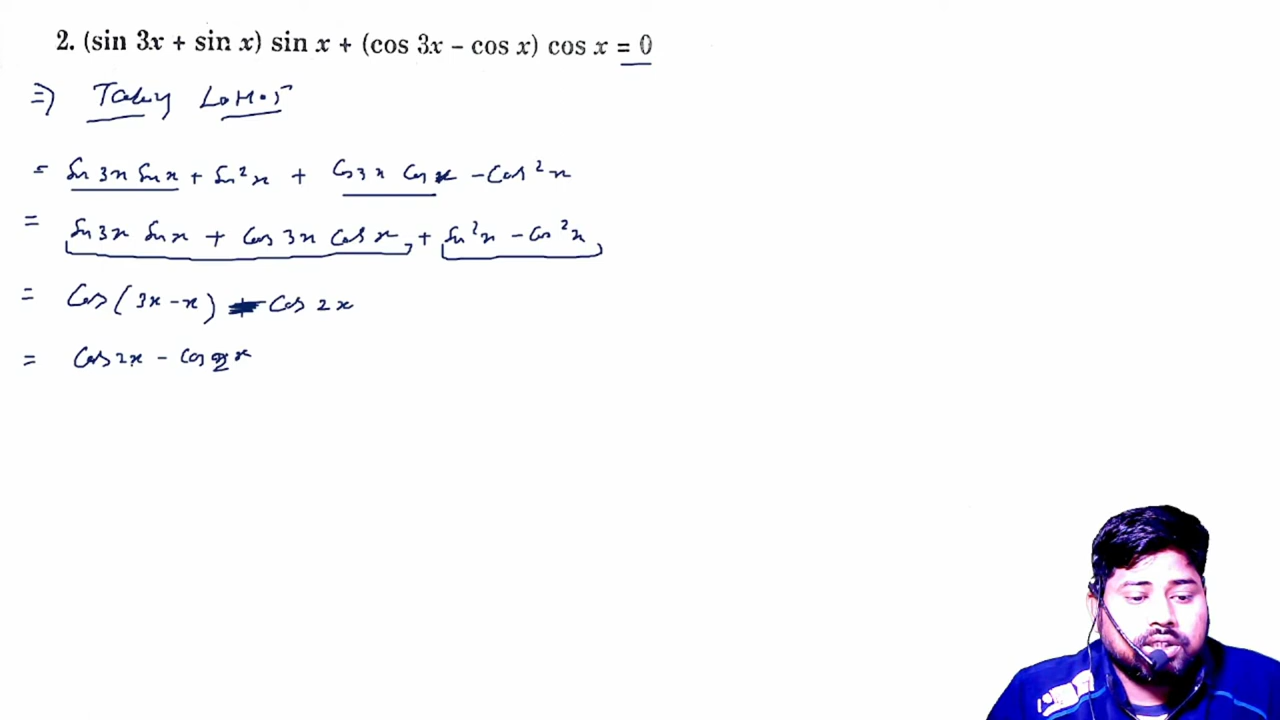 2. (sin 3x + sin x) sin x + (cos 3x − cos x) cos x = 0
⇒ Taking L.H.S
= Sin 3x Sin x + Sin²x + Cos 3x Cos x − Cos²x
= Sin 3x Sin x + Cos 3x Cos x + Sin²x − Cos²x
= Cos (3x − x) − Cos 2x
= Cos 2x − Cos 2x